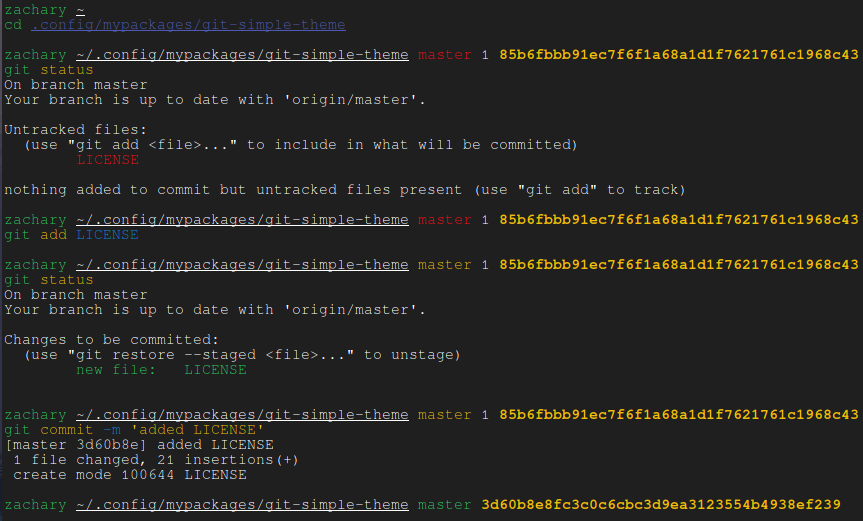 zachary ~
cd .config/mypackages/git-simple-theme
zachary ~/.config/mypackages/git-simple-theme master 1 85b6fbbb91ec7f6f1a68a1d1f7621761c1968c43
git status
On branch master
Your branch is up to date with 'origin/master'.
Untracked files:
(use "git add <file>..." to include in what will be committed)
LICENSE
nothing added to commit but untracked files present (use "git add" to track)
zachary ~/.config/mypackages/git-simple-theme master 1 85b6fbbb91ec7f6f1a68a1d1f7621761c1968c43
git add LICENSE
zachary ~/.config/mypackages/git-simple-theme master 1 85b6fbbb91ec7f6f1a68a1d1f7621761c1968c43
git status
On branch master
Your branch is up to date with 'origin/master'.
Changes to be committed:
(use "git restore --staged <file>..." to unstage)
new file:   LICENSE
zachary ~/.config/mypackages/git-simple-theme master 1 85b6fbbb91ec7f6f1a68a1d1f7621761c1968c43
git commit -m 'added LICENSE'
[master 3d60b8e] added LICENSE
1 file changed, 21 insertions(+)
create mode 100644 LICENSE
zachary ~/.config/mypackages/git-simple-theme master 3d60b8e8fc3c0c6cbc3d9ea3123554b4938ef239